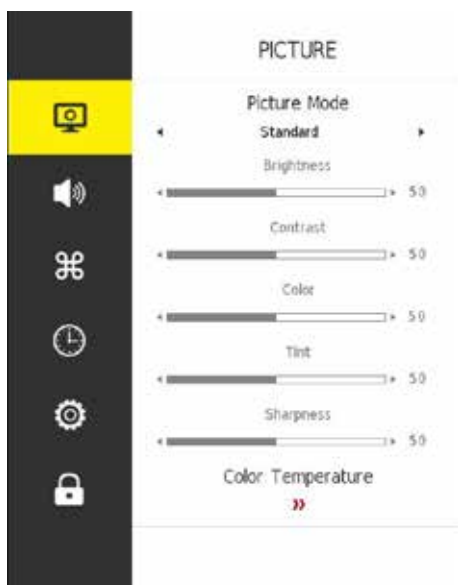 PICTURE
Picture Mode
Standard
Brightness
50
Contrast
50
Color
50
Tint
50
Sharpness
50
Color Temperature